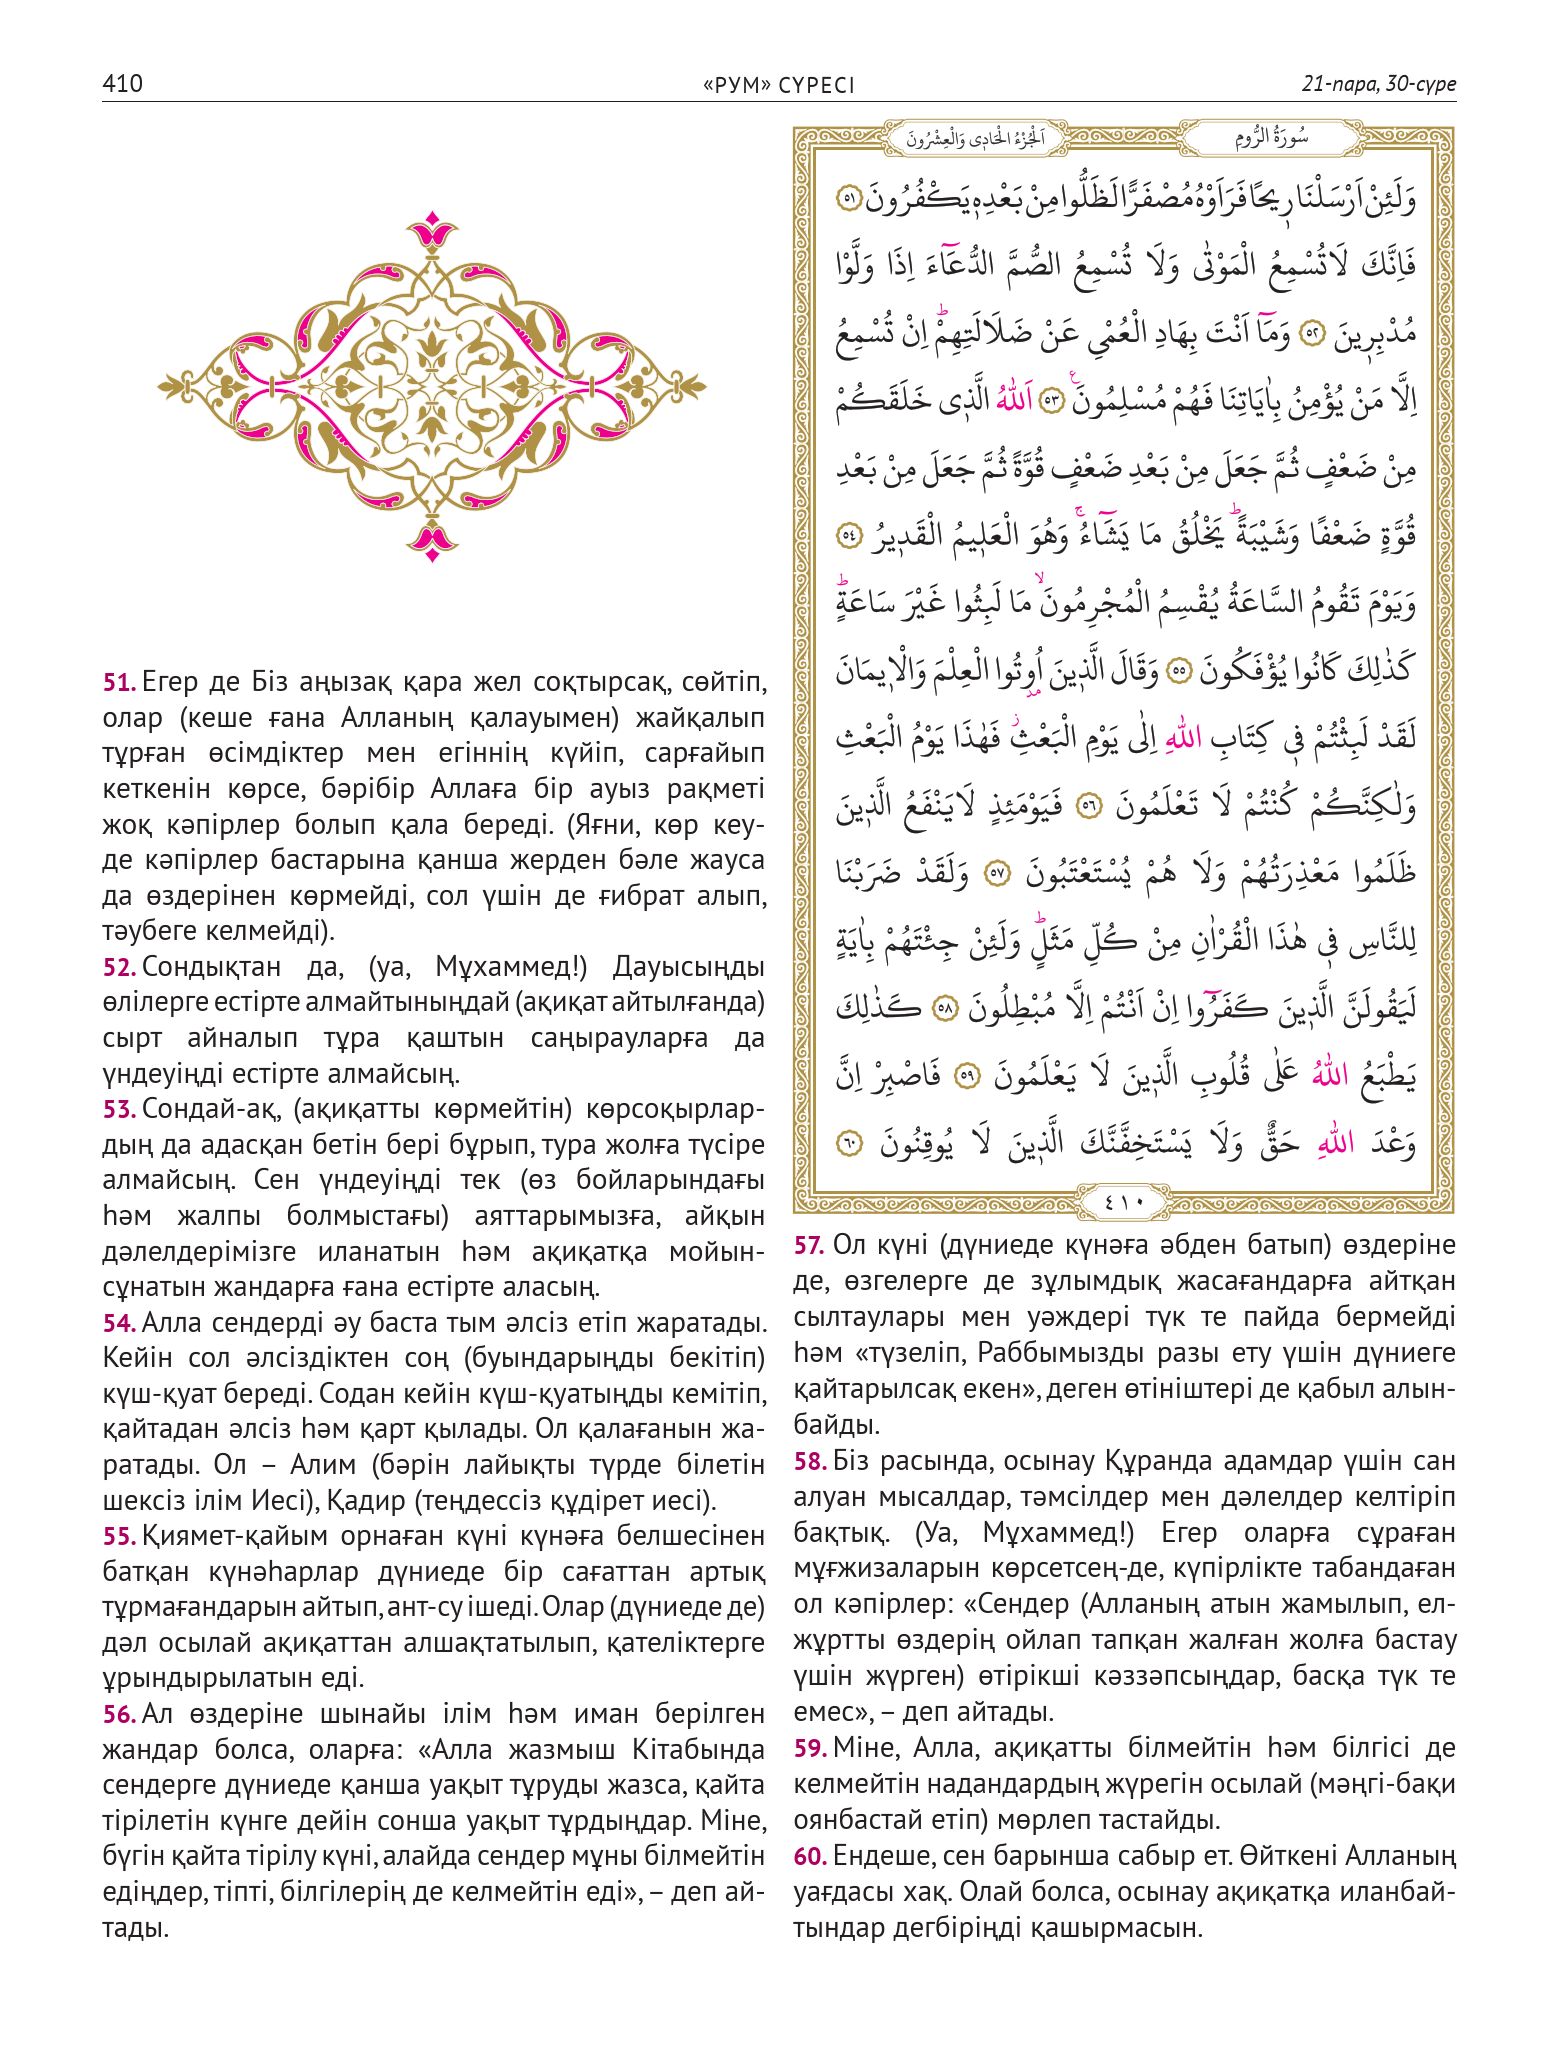 410
«РУМ» СҮРЕСІ
21-пара, 30-сүре
51. Егер де Біз аңызақ қара жел соқтырсақ, сөйтіп,
олар (кеше ғана Алланың қалауымен) жайқалып
тұрған өсімдіктер мен егіннің күйіп, сарғайып
кеткенін көрсе, бәрібір Аллаға бір ауыз рақметі
жоқ кәпірлер болып қала береді. (Яғни, көр кеу-
де кәпірлер бастарына қанша жерден бәле жауса
да өздерінен көрмейді, сол үшін де ғибрат алып,
тәубеге келмейді).
52. Сондықтан да, (уа, Мұхаммед!) Дауысыңды
өлілерге естірте алмайтыныңдай (ақиқат айтылғанда)
сырт айналып тұра қаштын саңырауларға да
үндеуіңді естірте алмайсың.
53. Сондай-ақ, (ақиқатты көрмейтін) көрсоқырлар-
дың да адасқан бетін бері бұрып, тура жолға түсіре
алмайсың. Сен үндеуіңді тек (өз бойларындағы
һәм жалпы болмыстағы) аяттарымызға, айқын
дәлелдерімізге иланатын һәм ақиқатқа мойын-
сұнатын жандарға ғана естірте аласың.
54. Алла сендерді әу баста тым әлсіз етіп жаратады.
Кейін сол әлсіздіктен соң (буындарыңды бекітіп)
күш-қуат береді. Содан кейін күш-қуатыңды кемітіп,
қайтадан әлсіз һәм қарт қылады. Ол қалағанын жа-
ратады. Ол – Алим (бәрін лайықты түрде білетін
шексіз ілім Иесі), Қадир (теңдессіз құдірет иесі).
55. Қиямет-қайым орнаған күні күнәға белшесінен
батқан күнәһарлар дүниеде бір сағаттан артық
тұрмағандарын айтып, ант-су ішеді. Олар (дүниеде де)
дәл осылай ақиқаттан алшақтатылып, қателіктерге
ұрындырылатын еді.
56. Ал өздеріне шынайы ілім һәм иман берілген
жандар болса, оларға: «Алла жазмыш Кітабында
сендерге дүниеде қанша уақыт тұруды жазса, қайта
тірілетін күнге дейін сонша уақыт тұрдыңдар. Міне,
бүгін қайта тірілу күні, алайда сендер мұны білмейтін
едіңдер, тіпті, білгілерің де келмейтін еді», – деп ай-
тады.
سُورَةُ الرُّومِ
اَلْجُزْءُ الْحَادِي وَالْعِشْرُونَ
وَلَئِنْ اَرْسَلْنَا رِيحًا فَرَاَوْهُ مُصْفَرًّا لَظَلُّوا مِنْ بَعْدِهِ يَكْفُرُونَ ٥١
فَاِنَّكَ لَا تُسْمِعُ الْمَوْتٰى وَلَا تُسْمِعُ الصُّمَّ الدُّعَٓاءَ اِذَا وَلَّوْا
مُدْبِرِينَ ٥٢ وَمَٓا اَنْتَ بِهَادِ الْعُمْيِ عَنْ ضَلَالَتِهِمْۜ اِنْ تُسْمِعُ
اِلَّا مَنْ يُؤْمِنُ بِاٰيَاتِنَا فَهُمْ مُسْلِمُونَ ٥٣ اَللّٰهُ الَّذِي خَلَقَكُمْ
مِنْ ضَعْفٍ ثُمَّ جَعَلَ مِنْ بَعْدِ ضَعْفٍ قُوَّةً ثُمَّ جَعَلَ مِنْ بَعْدِ
قُوَّةٍ ضَعْفًا وَشَيْبَةًۜ يَخْلُقُ مَا يَشَٓاءُۚ وَهُوَ الْعَلِيمُ الْقَدِيرُ ٥٤
وَيَوْمَ تَقُومُ السَّاعَةُ يُقْسِمُ الْمُجْرِمُونَۙ مَا لَبِثُوا غَيْرَ سَاعَةٍۜ
كَذٰلِكَ كَانُوا يُؤْفَكُونَ ٥٥ وَقَالَ الَّذِينَ اُوتُوا الْعِلْمَ وَالْاِيمَانَ
لَقَدْ لَبِثْتُمْ فِي كِتَابِ اللّٰهِ اِلٰى يَوْمِ الْبَعْثِۘ فَهٰذَا يَوْمُ الْبَعْثِ
وَلٰكِنَّكُمْ كُنْتُمْ لَا تَعْلَمُونَ ٥٦ فَيَوْمَئِذٍ لَا يَنْفَعُ الَّذِينَ
ظَلَمُوا مَعْذِرَتُهُمْ وَلَا هُمْ يُسْتَعْتَبُونَ ٥٧ وَلَقَدْ ضَرَبْنَا
لِلنَّاسِ فِي هٰذَا الْقُرْاٰنِ مِنْ كُلِّ مَثَلٍۜ وَلَئِنْ جِئْتَهُمْ بِاٰيَةٍ
لَيَقُولَنَّ الَّذِينَ كَفَرُٓوا اِنْ اَنْتُمْ اِلَّا مُبْطِلُونَ ٥٨ كَذٰلِكَ
يَطْبَعُ اللّٰهُ عَلٰى قُلُوبِ الَّذِينَ لَا يَعْلَمُونَ ٥٩ فَاصْبِرْ اِنَّ
وَعْدَ اللّٰهِ حَقٌّ وَلَا يَسْتَخِفَّنَّكَ الَّذِينَ لَا يُوقِنُونَ ٦٠
٤١٠
57. Ол күні (дүниеде күнәға әбден батып) өздеріне
де, өзгелерге де зұлымдық жасағандарға айтқан
сылтаулары мен уәждері түк те пайда бермейді
һәм «түзеліп, Раббымызды разы ету үшін дүниеге
қайтарылсақ екен», деген өтініштері де қабыл алын-
байды.
58. Біз расында, осынау Құранда адамдар үшін сан
алуан мысалдар, тәмсілдер мен дәлелдер келтіріп
бақтық. (Уа, Мұхаммед!) Егер оларға сұраған
мұғжизаларын көрсетсең-де, күпірлікте табандаған
ол кәпірлер: «Сендер (Алланың атын жамылып, ел-
жұртты өздерің ойлап тапқан жалған жолға бастау
үшін жүрген) өтірікші кәззәпсыңдар, басқа түк те
емес», – деп айтады.
59. Міне, Алла, ақиқатты білмейтін һәм білгісі де
келмейтін надандардың жүрегін осылай (мәңгі-бақи
оянбастай етіп) мөрлеп тастайды.
60. Ендеше, сен барынша сабыр ет. Өйткені Алланың
уағдасы хақ. Олай болса, осынау ақиқатқа иланбай-
тындар дегбіріңді қашырмасын.